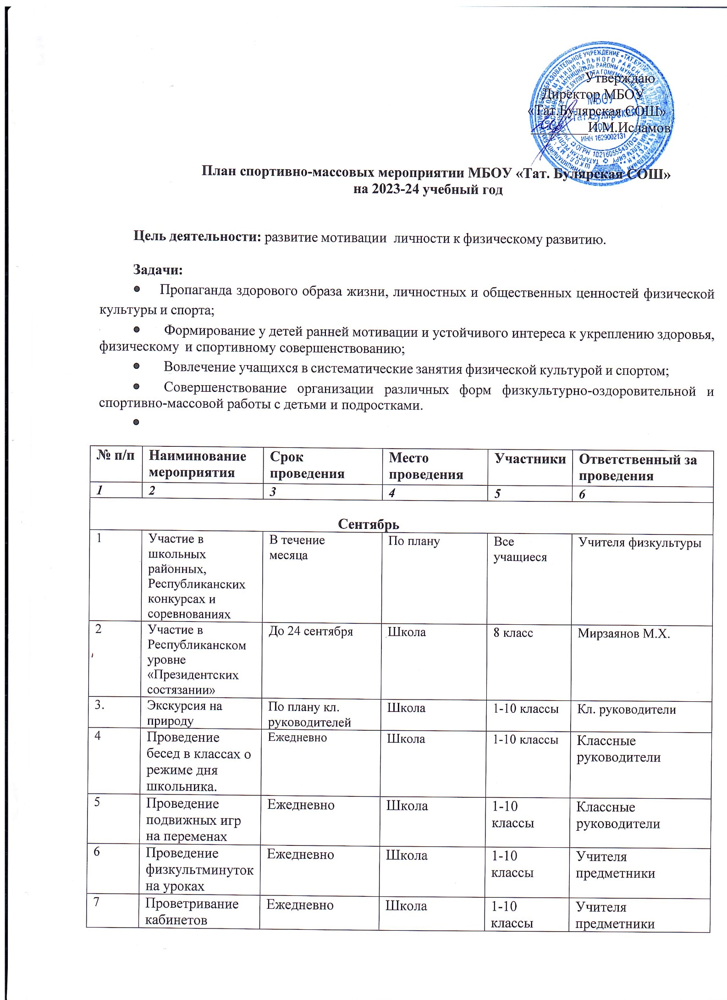 Утверждаю
Директор МБОУ
«Тат.Булярская СОШ»
И.М.Исламов
МБОУ
ИНН 1629002131
ОГРН 1021605554310
План спортивно-массовых мероприятии МБОУ «Тат. Булярская СОШ»
на 2023-24 учебный год
Цель деятельности: развитие мотивации личности к физическому развитию.
Задачи:
• Пропаганда здорового образа жизни, личностных и общественных ценностей физической
культуры и спорта;
• Формирование у детей ранней мотивации и устойчивого интереса к укреплению здоровья,
физическому и спортивному совершенствованию;
• Вовлечение учащихся в систематические занятия физической культурой и спортом;
• Совершенствование организации различных форм физкультурно-оздоровительной и
спортивно-массовой работы с детьми и подростками.
•
№ п/п Наиминование Срок Место Участники Ответственный за
мероприятия проведения проведения проведения
1 2 3 4 5 6
Сентябрь
1 Участие в В течение По плану Все Учителя физкультуры
школьных месяца учащиеся
районных,
Республиканских
конкурсах и
соревнованиях
2 Участие в До 24 сентября Школа 8 класс Мирзаянов М.Х.
Республиканском
уровне
«Президентских
состязании»
3. Экскурсия на По плану кл. Школа 1-10 классы Кл. руководители
природу руководителей
4 Проведение Ежедневно Школа 1-10 классы Классные
бесед в классах о руководители
режиме дня
школьника.
5 Проведение Ежедневно Школа 1-10 Классные
подвижных игр классы руководители
на переменах
6 Проведение Ежедневно Школа 1-10 Учителя
физкультминуток классы предметники
на уроках
7 Проветривание Ежедневно Школа 1-10 Учителя
кабинетов классы предметники